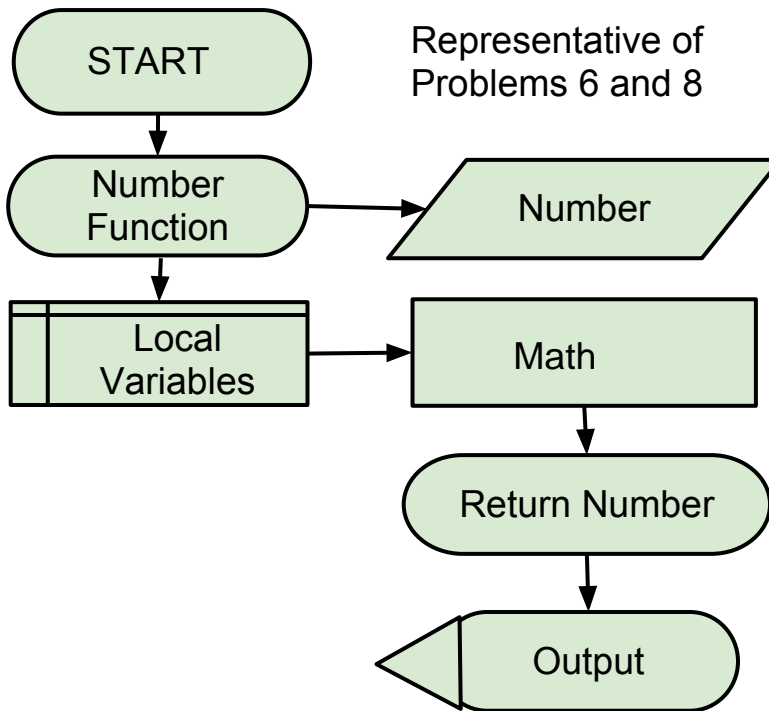 START
Representative of
Problems 6 and 8
Number
Function
Number
Local
Variables
Math
Return Number
Output